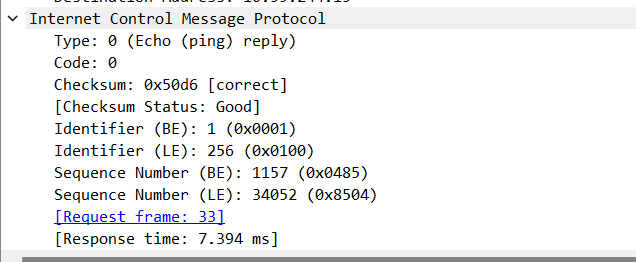 Internet Control Message Protocol
Type: 0 (Echo (ping) reply)
Code: 0
Checksum: 0x50d6 [correct]
[Checksum Status: Good]
Identifier (BE): 1 (0x0001)
Identifier (LE): 256 (0x0100)
Sequence Number (BE): 1157 (0x0485)
Sequence Number (LE): 34052 (0x8504)
[Request frame: 33]
[Response time: 7.394 ms]